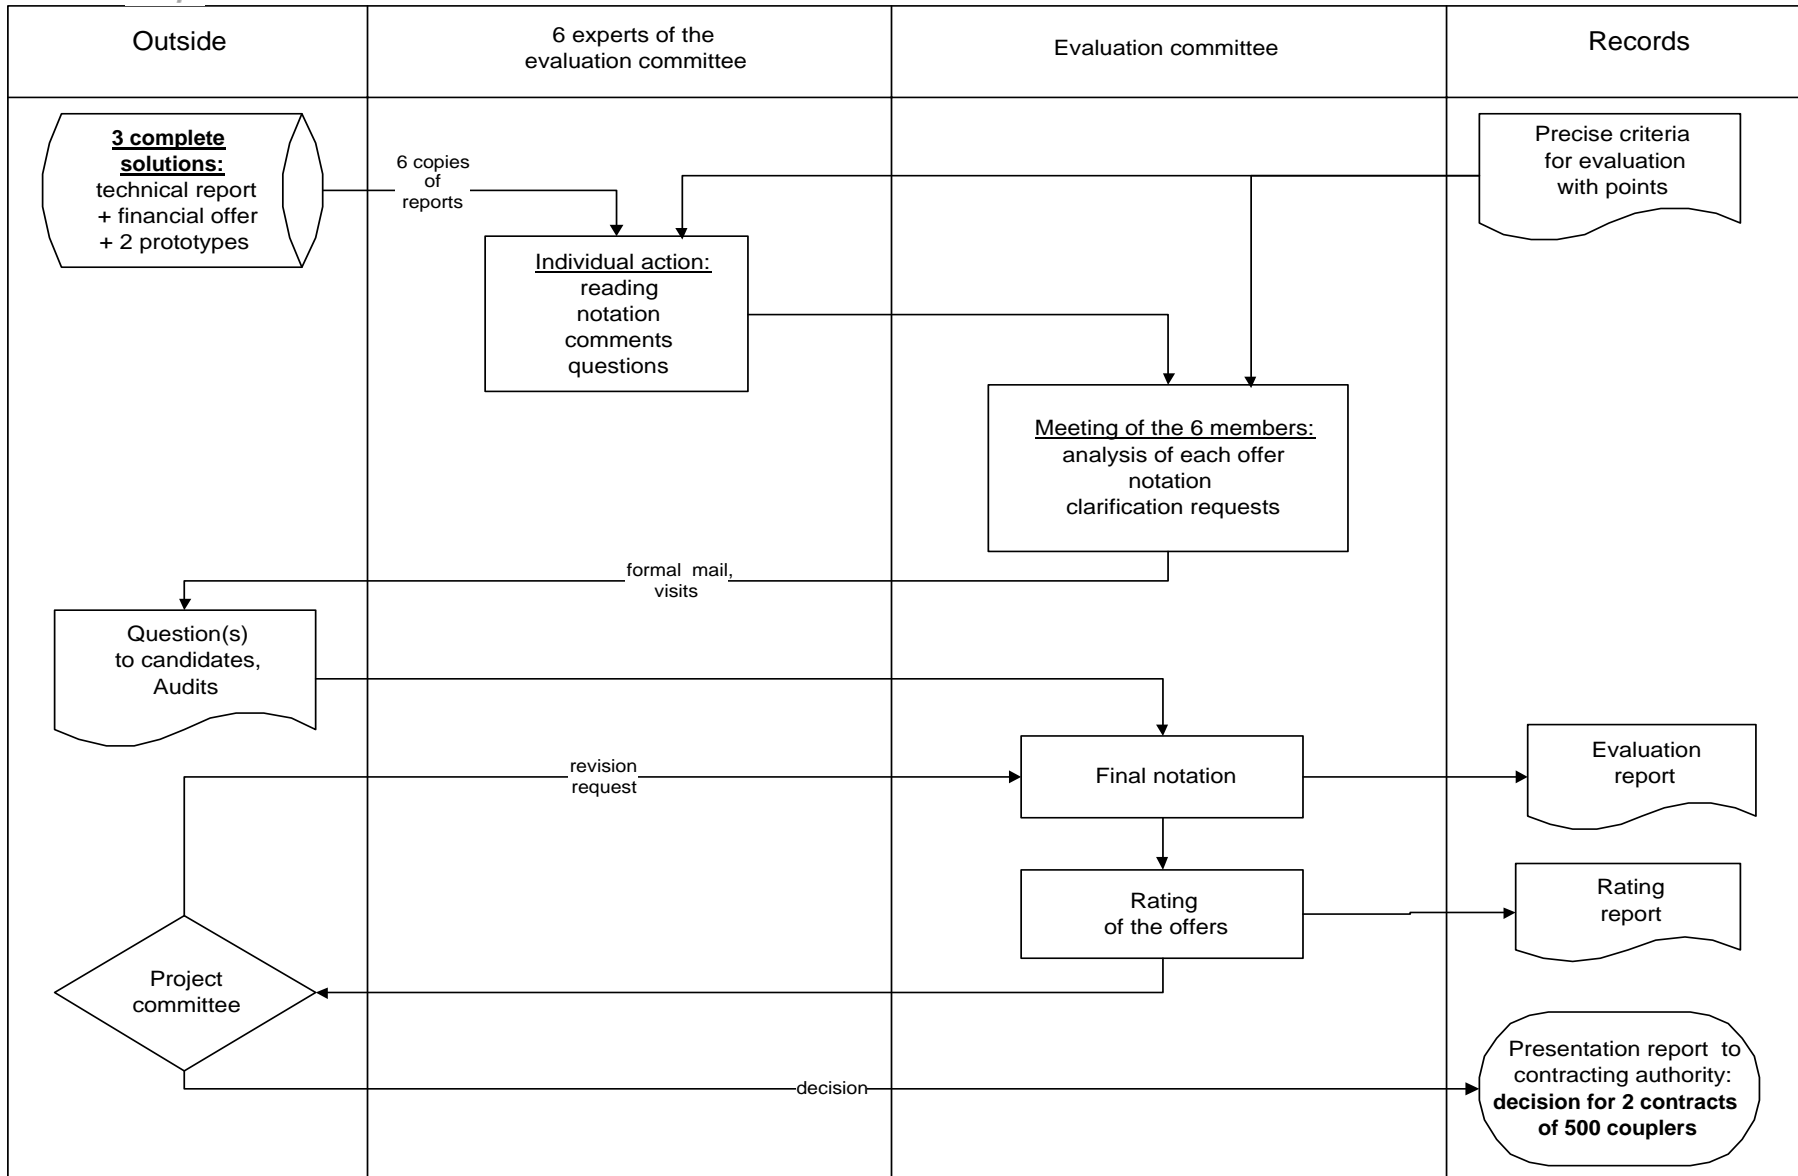 Outside
6 experts of the
evaluation committee
Evaluation committee
Records
3 complete
solutions:
technical report
+ financial offer
+ 2 prototypes
6 copies
of
reports
Precise criteria
for evaluation
with points
Individual action:
reading
notation
comments
questions
Meeting of the 6 members:
analysis of each offer
notation
clarification requests
formal mail,
visits
Question(s)
to candidates,
Audits
revision
request
Final notation
Evaluation
report
Rating
of the offers
Rating
report
Project
committee
decision
Presentation report to
contracting authority:
decision for 2 contracts
of 500 couplers